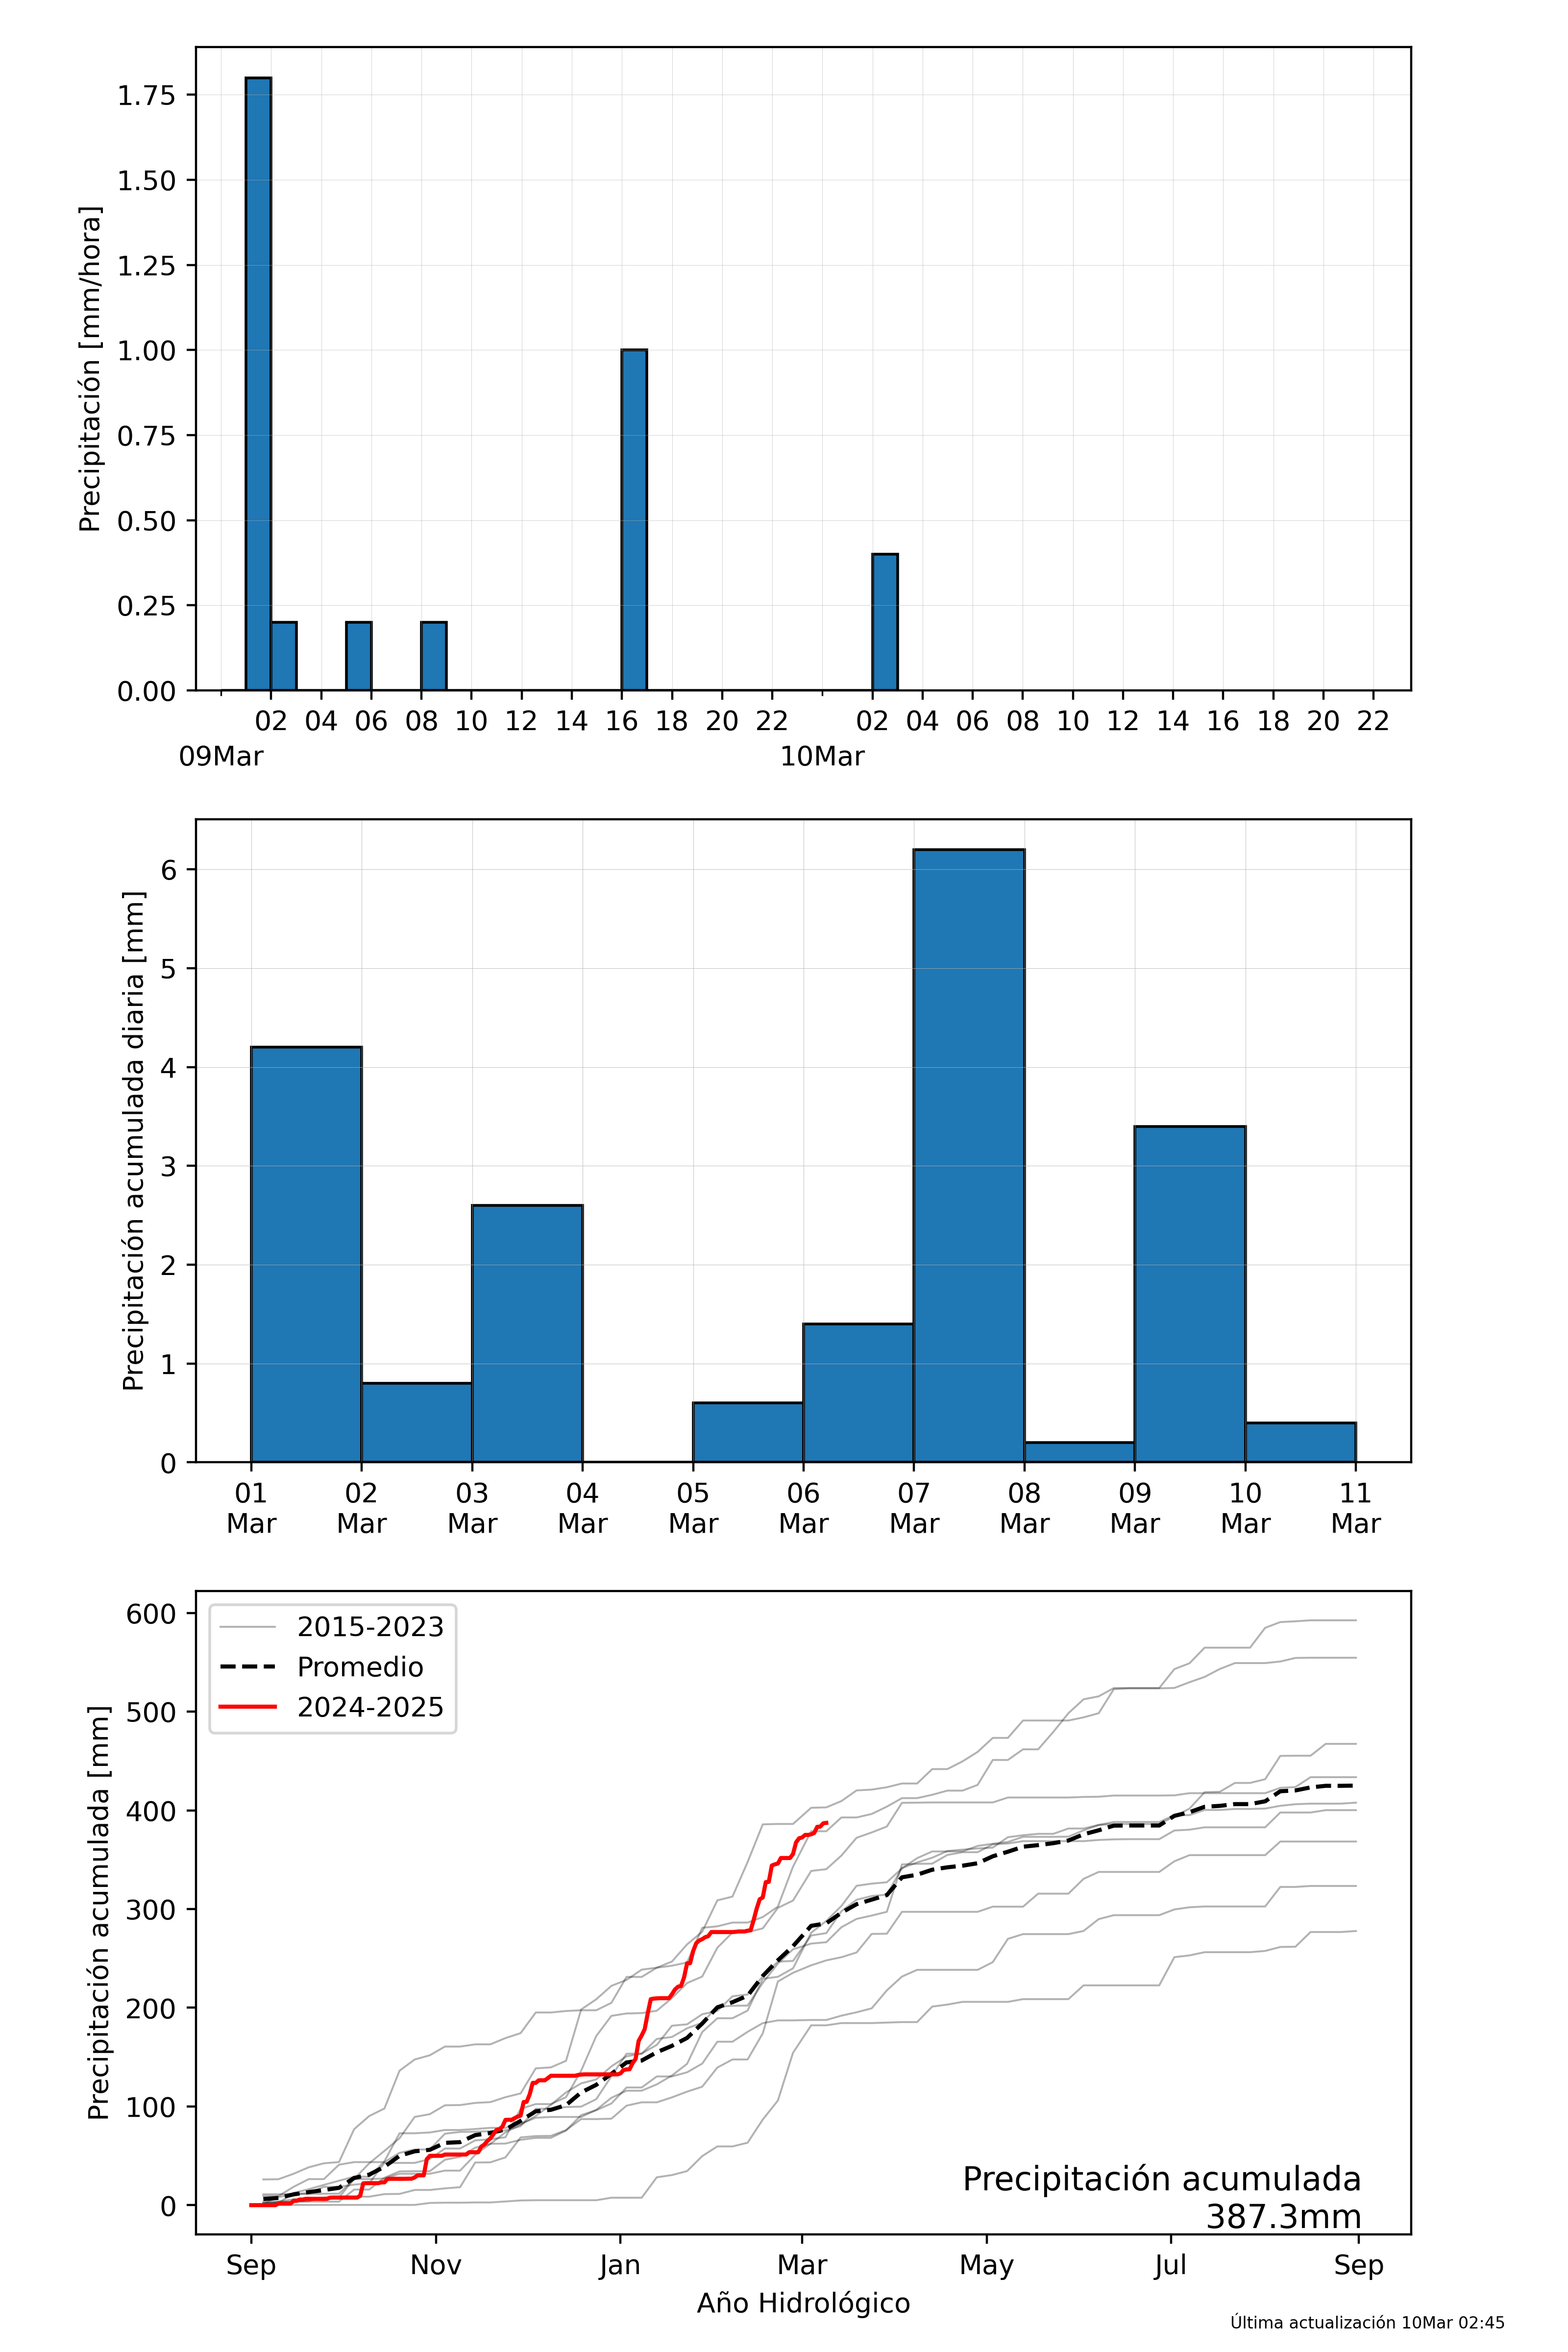 Precipitación [mm/hora]
1.75
1.50
1.25
1.00
0.75
0.50
0.25
0.00
02 04 06 08 10 12 14 16 18 20 22 02 04 06 08 10 12 14 16 18 20 22
09Mar 10Mar
Precipitación acumulada diaria [mm]
6
5
4
3
2
1
0
01 02 03 04 05 06 07 08 09 10 11
Mar Mar Mar Mar Mar Mar Mar Mar Mar Mar Mar
Precipitación acumulada [mm]
600
500
400
300
200
100
0
2015-2023
Promedio
2024-2025
Precipitación acumulada
387.3mm
Sep Nov Jan Mar May Jul Sep
Año Hidrológico
Última actualización 10Mar 02:45